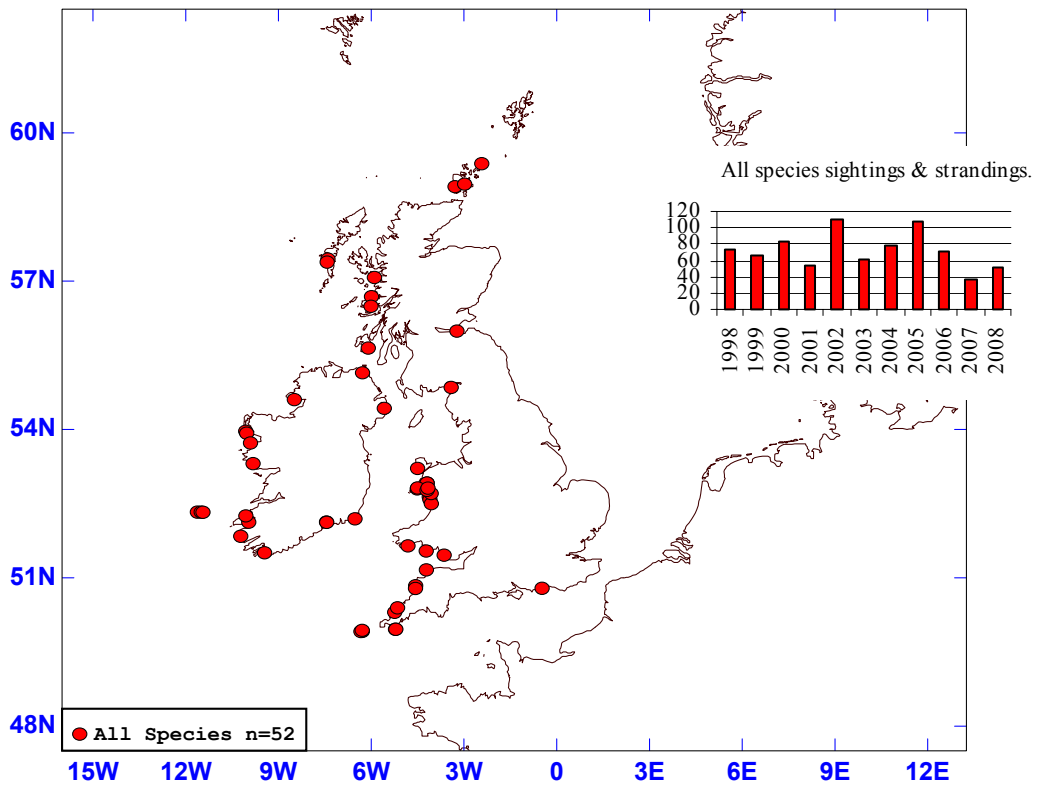 60N
57N
54N
51N
48N
All species sightings & strandings.
120
100
80
60
40
20
0
1998
1999
2000
2001
2002
2003
2004
2005
2006
2007
2008
All Species n=52
15W 12W 9W 6W 3W 0 3E 6E 9E 12E